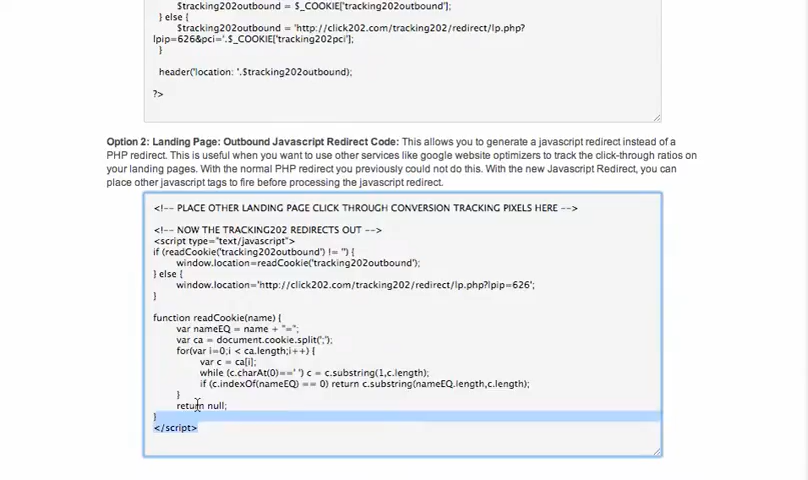 $tracking202outbound = $_COOKIE['tracking202outbound'];
} else {
$tracking202outbound = 'http://click202.com/tracking202/redirect/lp.php?
lpip=626&pci='.$_COOKIE['tracking202pci'];
}
header('location: '.$tracking202outbound);
?>
Option 2: Landing Page: Outbound Javascript Redirect Code: This allows you to generate a javascript redirect instead of a
PHP redirect. This is useful when you want to use other services like google website optimizers to track the click-through ratios on
your landing pages. With the normal PHP redirect you previously could not do this. With the new Javascript Redirect, you can
place other javascript tags to fire before processing the javascript redirect.
<!-- PLACE OTHER LANDING PAGE CLICK THROUGH CONVERSION TRACKING PIXELS HERE -->
<!-- NOW THE TRACKING202 REDIRECTS OUT -->
<script type="text/javascript">
if (readCookie('tracking202outbound') != '') {
window.location=readCookie('tracking202outbound');
} else {
window.location='http://click202.com/tracking202/redirect/lp.php?lpip=626';
}
function readCookie(name) {
var nameEQ = name + "=";
var ca = document.cookie.split(';');
for(var i=0;i < ca.length;i++) {
var c = ca[i];
while (c.charAt(0)==' ') c = c.substring(1,c.length);
if (c.indexOf(nameEQ) == 0) return c.substring(nameEQ.length,c.length);
}
return null;
}
</script>